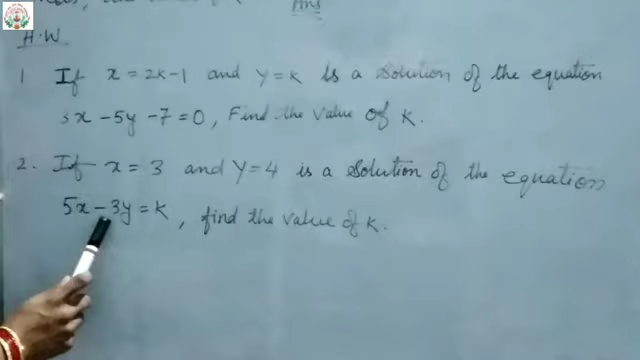 Ans
H.W
1 If x = 2k-1 and y = k is a solution of the equation
3x - 5y - 7 = 0, Find the value of k.
2. If x = 3 and y = 4 is a solution of the equation
5x - 3y = k, find the value of k.